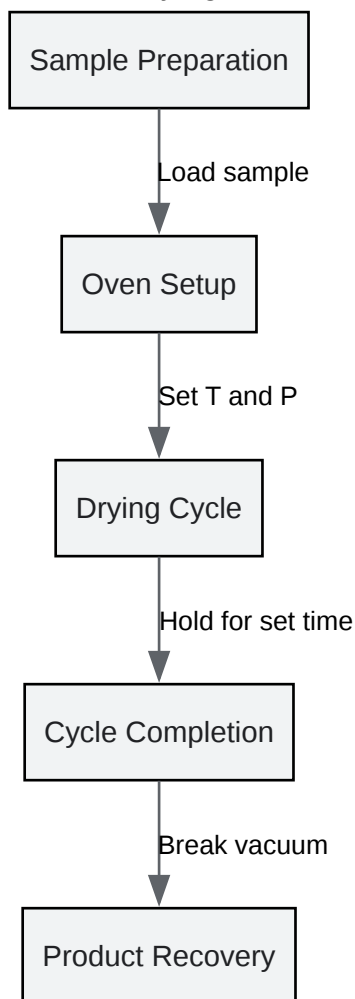 Sample Preparation
Load sample
Oven Setup
Set T and P
Drying Cycle
Hold for set time
Cycle Completion
Break vacuum
Product Recovery